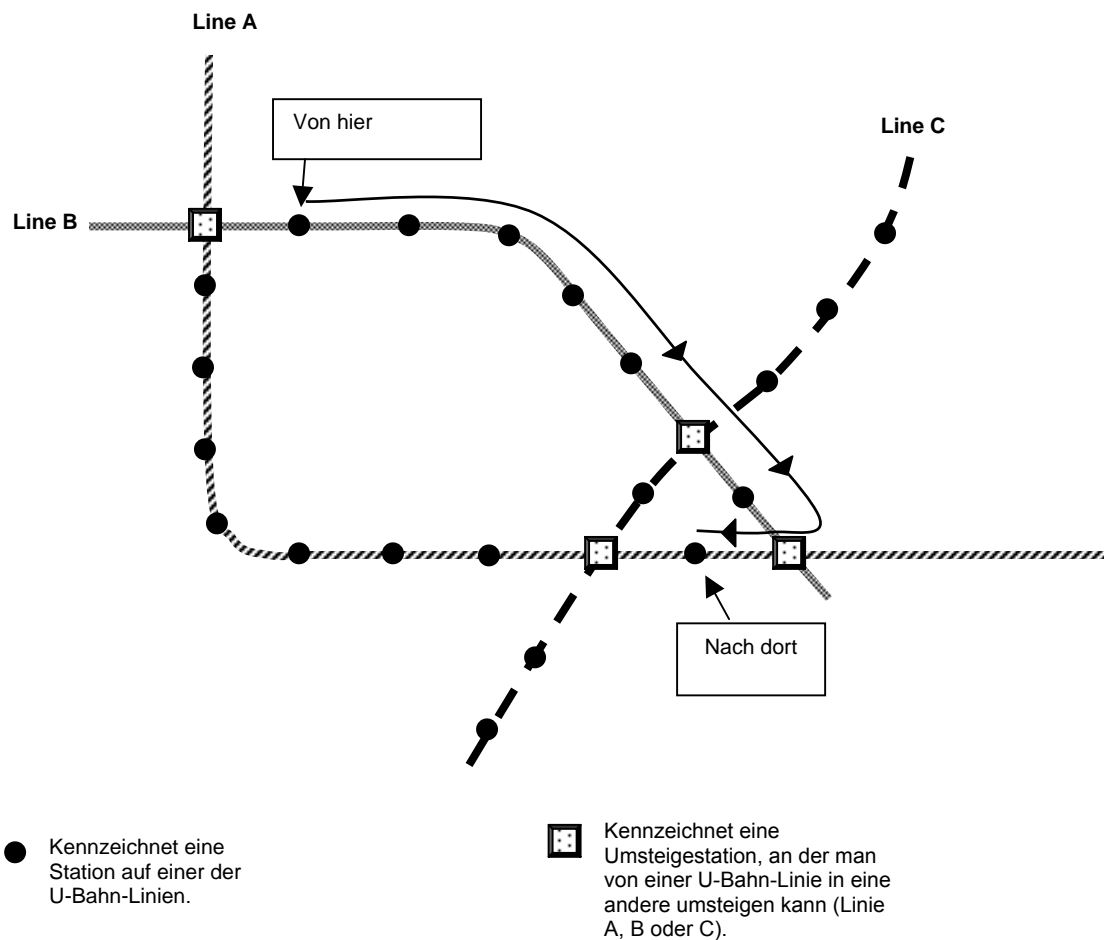 Line A
Von hier
Line C
Line B
Nach dort
Kennzeichnet eine
Station auf einer der
U-Bahn-Linien.
Kennzeichnet eine
Umsteigestation, an der man
von einer U-Bahn-Linie in eine
andere umsteigen kann (Linie
A, B oder C).